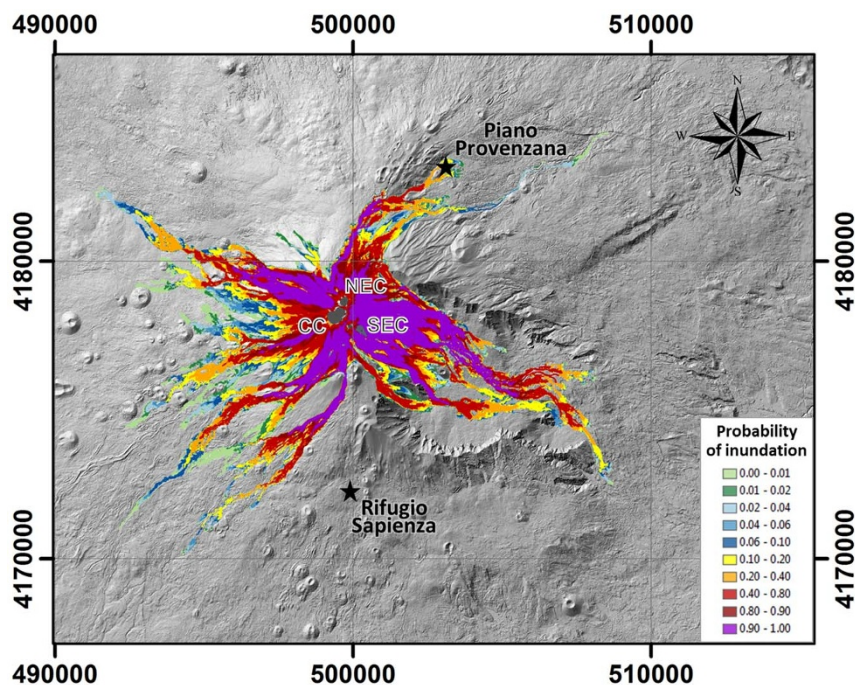 490000
500000
510000
N
W
E
S
Piano
Provenzana
4180000
4180000
NEC
CC
SEC
Rifugio
Sapienza
Probability
of inundation
0.00 - 0.01
0.01 - 0.02
0.02 - 0.04
0.04 - 0.06
0.06 - 0.10
0.10 - 0.20
0.20 - 0.40
0.40 - 0.80
0.80 - 0.90
0.90 - 1.00
4170000
4170000
490000
500000
510000